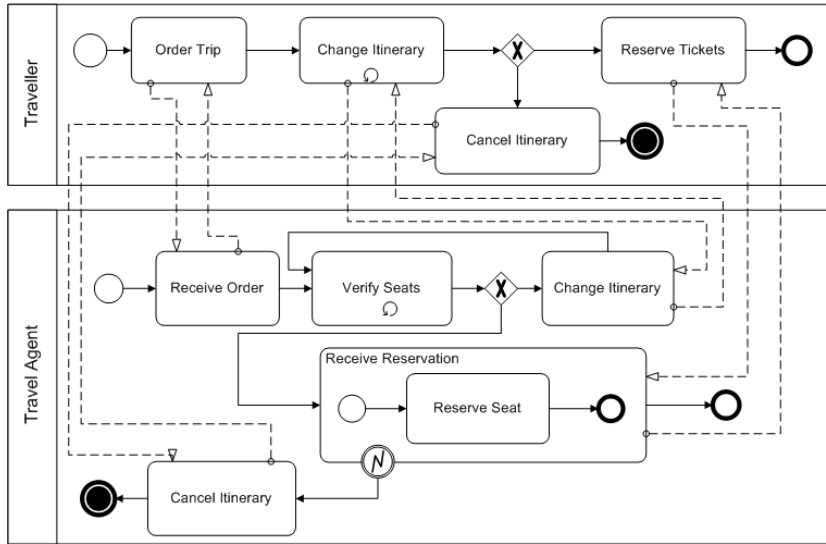 Traveller
Order Trip
Change Itinerary
Reserve Tickets
Cancel Itinerary
Travel Agent
Receive Order
Verify Seats
Change Itinerary
Receive Reservation
Reserve Seat
Cancel Itinerary